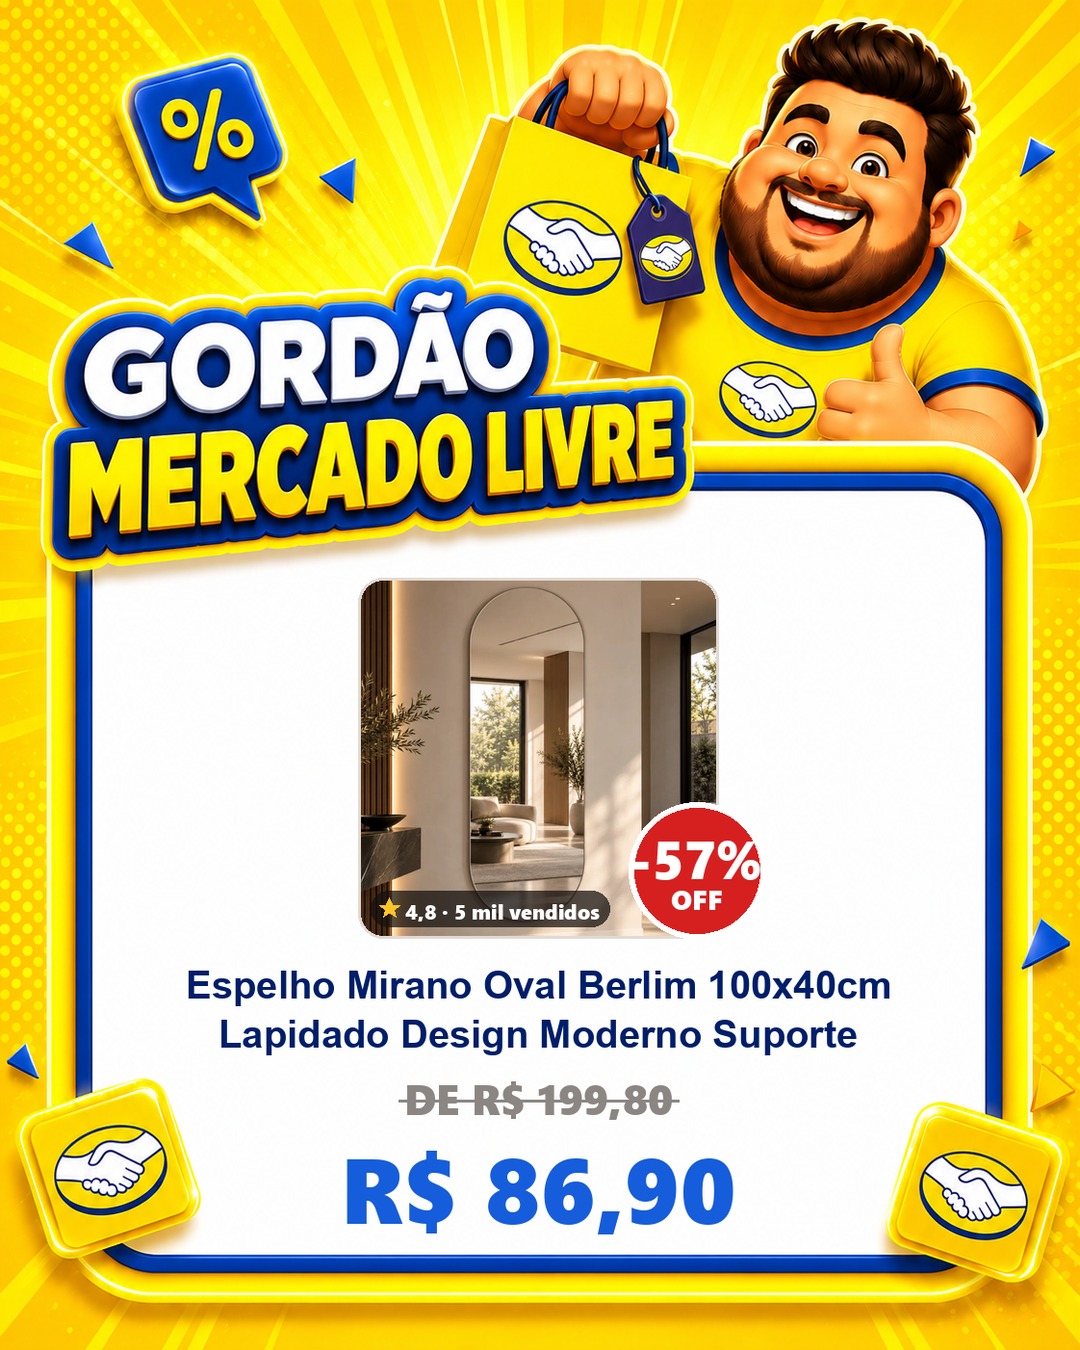 %
GORDÃO
MERCADO LIVRE
-57%
OFF
4,8 · 5 mil vendidos
Espelho Mirano Oval Berlim 100x40cm
Lapidado Design Moderno Suporte
DE R$ 199,80
R$ 86,90